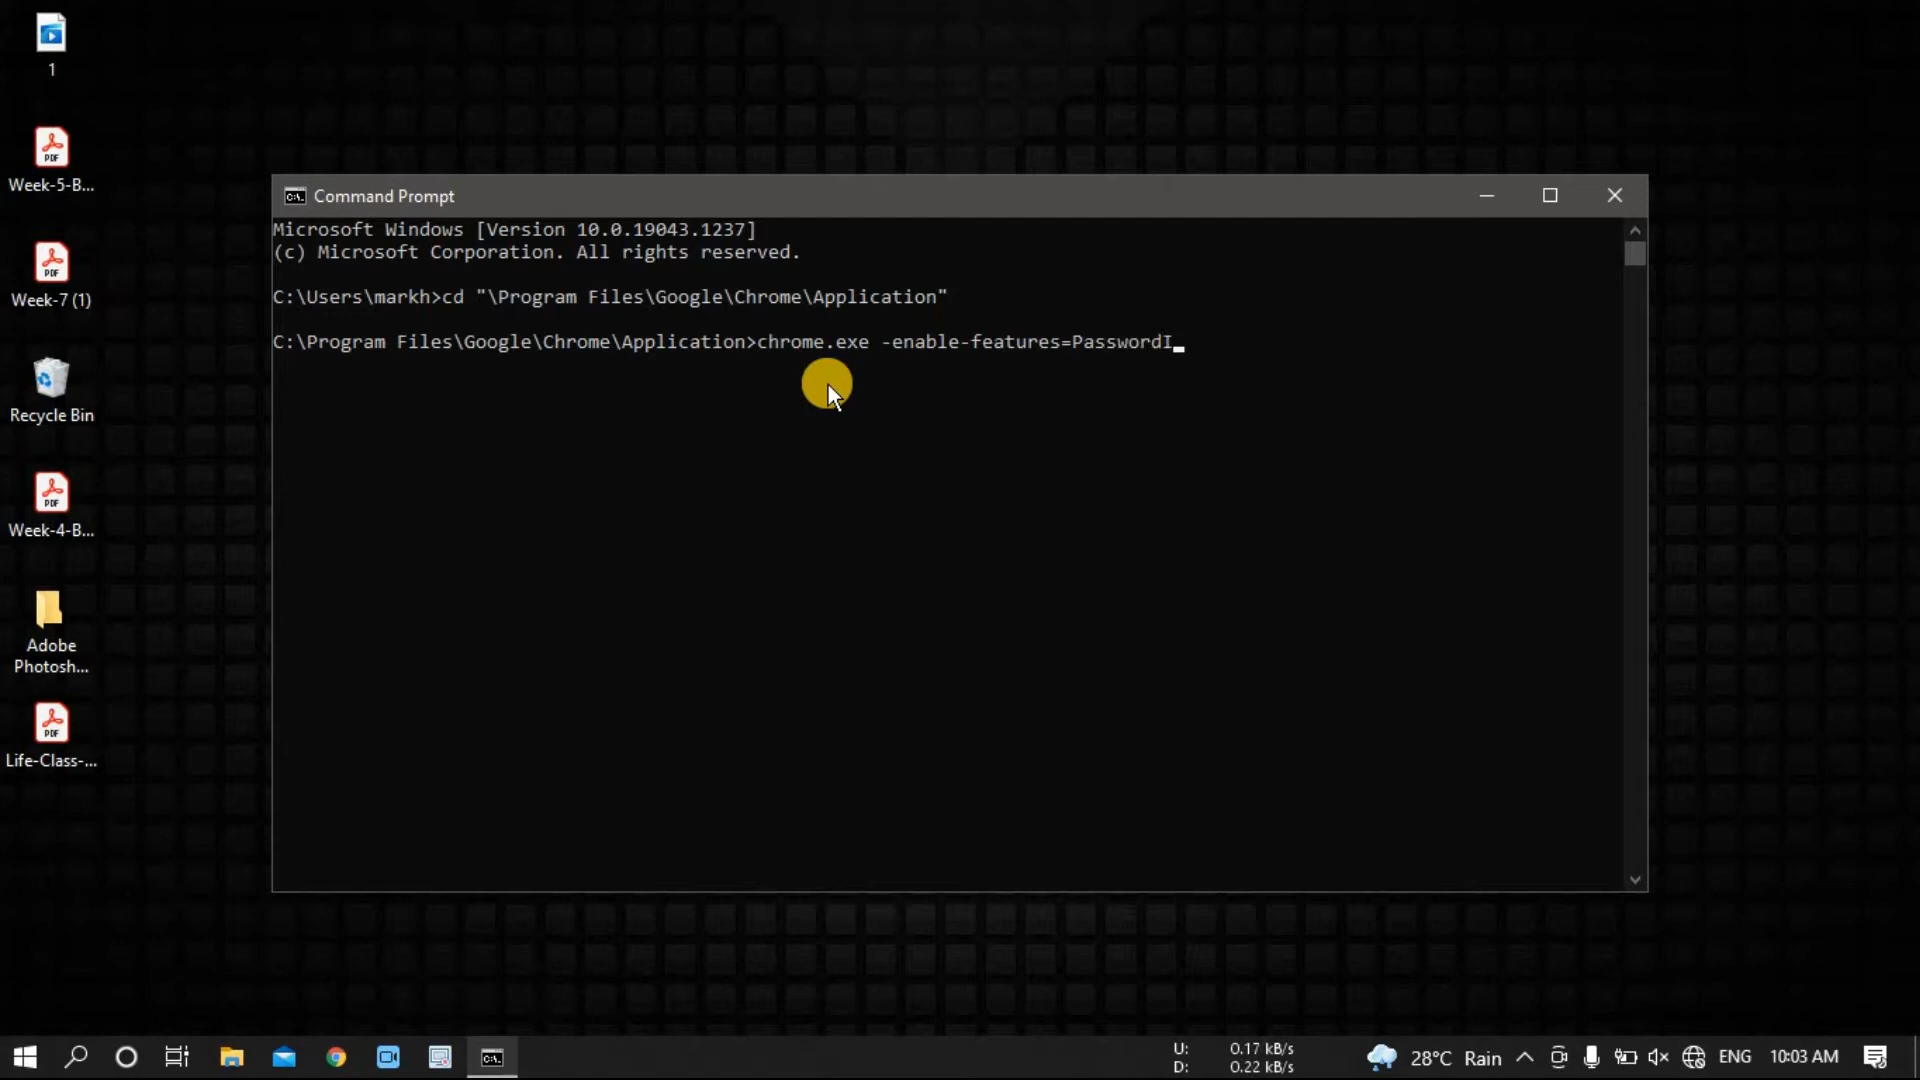 1
Week-5-B...
Week-7 (1)
Recycle Bin
Week-4-B...
Adobe
Photosh...
Life-Class-...
Command Prompt
Microsoft Windows [Version 10.0.19043.1237]
(c) Microsoft Corporation. All rights reserved.
C:\Users\markh>cd "\Program Files\Google\Chrome\Application"
C:\Program Files\Google\Chrome\Application>chrome.exe -enable-features=PasswordI
U: 0.17 kB/s
D: 0.22 kB/s
28°C Rain
ENG
10:03 AM